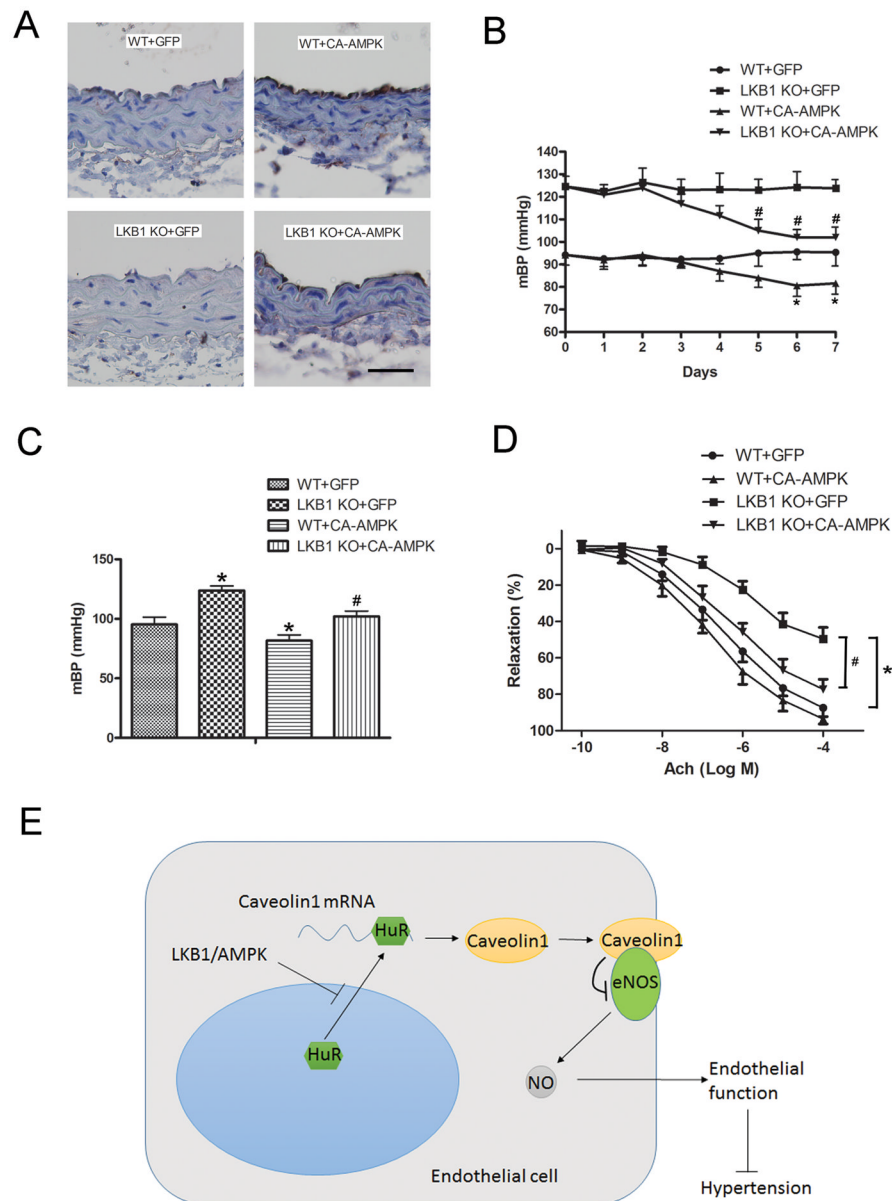 A
WT+GFP
WT+CA-AMPK
LKB1 KO+GFP
LKB1 KO+CA-AMPK
B
WT+GFP
LKB1 KO+GFP
WT+CA-AMPK
LKB1 KO+CA-AMPK
mBP (mmHg)
130
120
110
100
90
80
70
60
# # #
* *
0 1 2 3 4 5 6 7
Days
C
WT+GFP
LKB1 KO+GFP
WT+CA-AMPK
LKB1 KO+CA-AMPK
mBP (mmHg)
150
100
50
0
* * #
D
WT+GFP
WT+CA-AMPK
LKB1 KO+GFP
LKB1 KO+CA-AMPK
Relaxation (%)
0
20
40
60
80
100
# *
-10 -8 -6 -4
Ach (Log M)
E
Caveolin1 mRNA
HuR
Caveolin1
Caveolin1
LKB1/AMPK
eNOS
HuR
NO
Endothelial
function
Endothelial cell
Hypertension